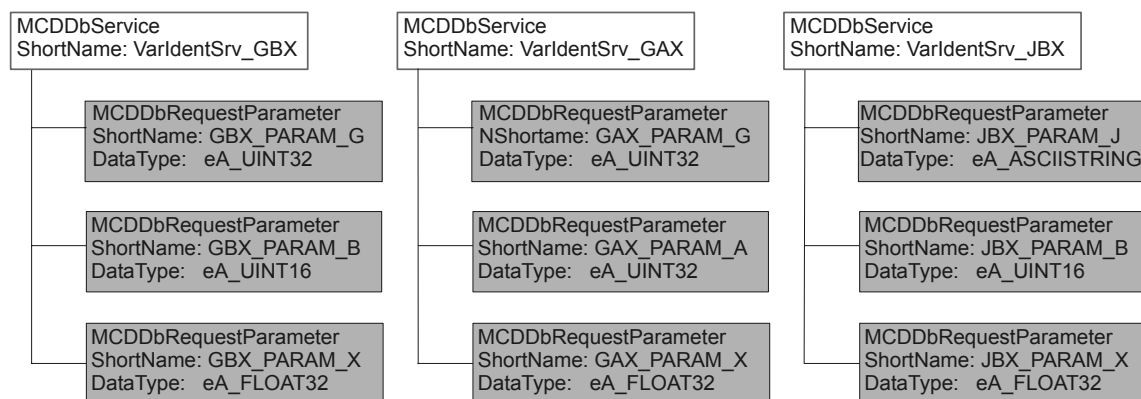 MCDDbService
ShortName: VarIdentSrv_GBX
MCDDbRequestParameter
ShortName: GBX_PARAM_G
DataType: eA_UINT32
MCDDbRequestParameter
ShortName: GBX_PARAM_B
DataType: eA_UINT16
MCDDbRequestParameter
ShortName: GBX_PARAM_X
DataType: eA_FLOAT32
MCDDbService
ShortName: VarIdentSrv_GAX
MCDDbRequestParameter
NShortame: GAX_PARAM_G
DataType: eA_UINT32
MCDDbRequestParameter
ShortName: GAX_PARAM_A
DataType: eA_UINT32
MCDDbRequestParameter
ShortName: GAX_PARAM_X
DataType: eA_FLOAT32
MCDDbService
ShortName: VarIdentSrv_JBX
MCDDbRequestParameter
ShortName: JBX_PARAM_J
DataType: eA_ASCIISTRING
MCDDbRequestParameter
ShortName: JBX_PARAM_B
DataType: eA_UINT16
MCDDbRequestParameter
ShortName: JBX_PARAM_X
DataType: eA_FLOAT32